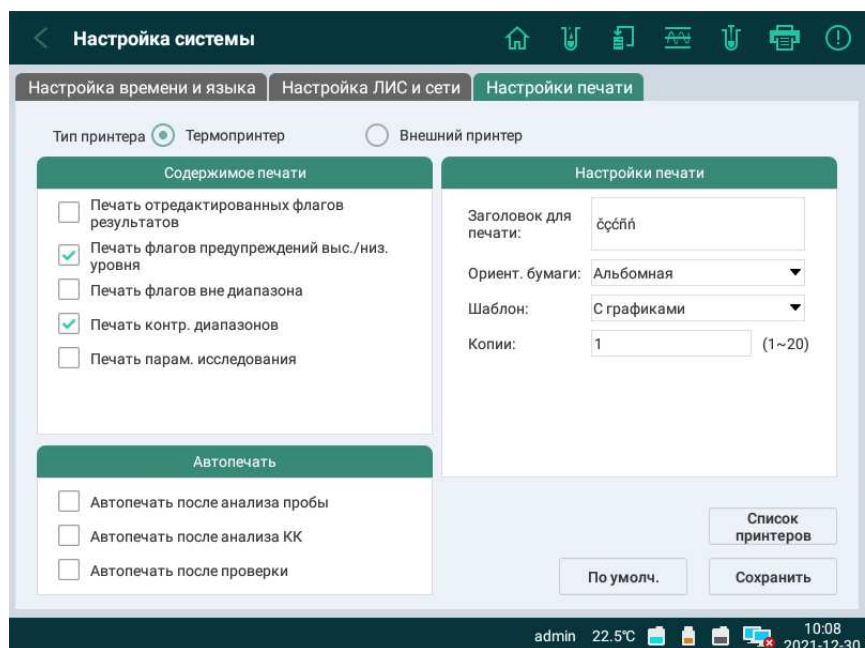 Настройка системы
Настройка времени и языка
Настройка ЛИС и сети
Настройки печати
Тип принтера
Термопринтер
Внешний принтер
Содержимое печати
Печать отредактированных флагов
результатов
Печать флагов предупреждений выс./низ.
уровня
Печать флагов вне диапазона
Печать контр. диапазонов
Печать парам. исследования
Автопечать
Автопечать после анализа пробы
Автопечать после анализа КК
Автопечать после проверки
Настройки печати
Заголовок для
печати:
čçćñń
Ориент. бумаги:
Альбомная
Шаблон:
С графиками
Копии:
1
(1~20)
Список
принтеров
По умолч.
Сохранить
admin
22.5℃
10:08
2021-12-30